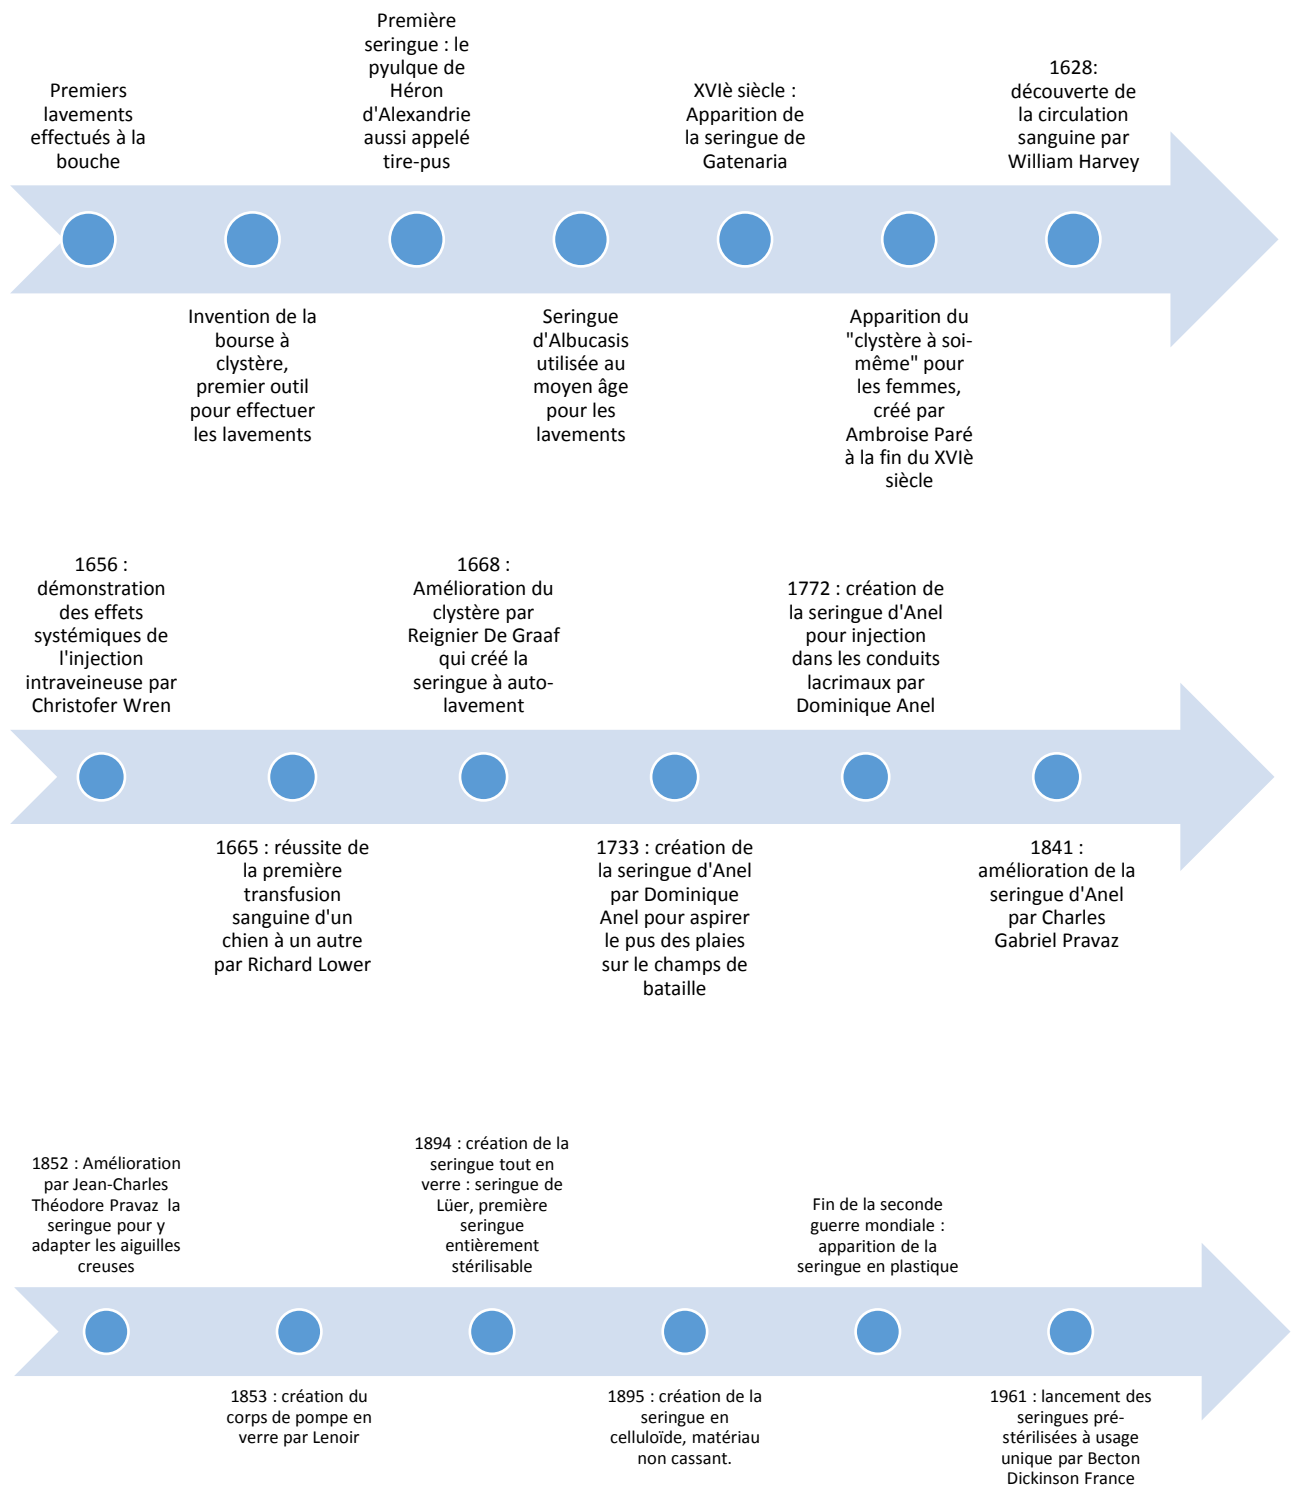 Premiers
lavements
effectués à la
bouche
Invention de la
bourse à
clystère,
premier outil
pour effectuer
les lavements
Première
seringue : le
pyulque de
Héron
d'Alexandrie
aussi appelé
tire-pus
Seringue
d'Albucasis
utilisée au
moyen âge
pour les
lavements
XVIè siècle :
Apparition de
la seringue de
Gatenaria
Apparition du
"clystère à soi-
même" pour
les femmes,
créé par
Ambroise Paré
à la fin du XVIè
siècle
1628:
découverte de
la circulation
sanguine par
William Harvey
1656 :
démonstration
des effets
systémiques de
l'injection
intraveineuse par
Christofer Wren
1665 : réussite de
la première
transfusion
sanguine d'un
chien à un autre
par Richard Lower
1668 :
Amélioration du
clystère par
Reignier De Graaf
qui créé la
seringue à auto-
lavement
1733 : création de
la seringue d'Anel
par Dominique
Anel pour aspirer
le pus des plaies
sur le champs de
bataille
1772 : création de
la seringue d'Anel
pour injection
dans les conduits
lacrimaux par
Dominique Anel
1841 :
amélioration de la
seringue d'Anel
par Charles
Gabriel Pravaz
1852 : Amélioration
par Jean-Charles
Théodore Pravaz  la
seringue pour y
adapter les aiguilles
creuses
1853 : création du
corps de pompe en
verre par Lenoir
1894 : création de la
seringue tout en
verre : seringue de
Lüer, première
seringue
entièrement
stérilisable
1895 : création de la
seringue en
celluloïde, matériau
non cassant.
Fin de la seconde
guerre mondiale :
apparition de la
seringue en plastique
1961 : lancement des
seringues pré-
stérilisées à usage
unique par Becton
Dickinson France